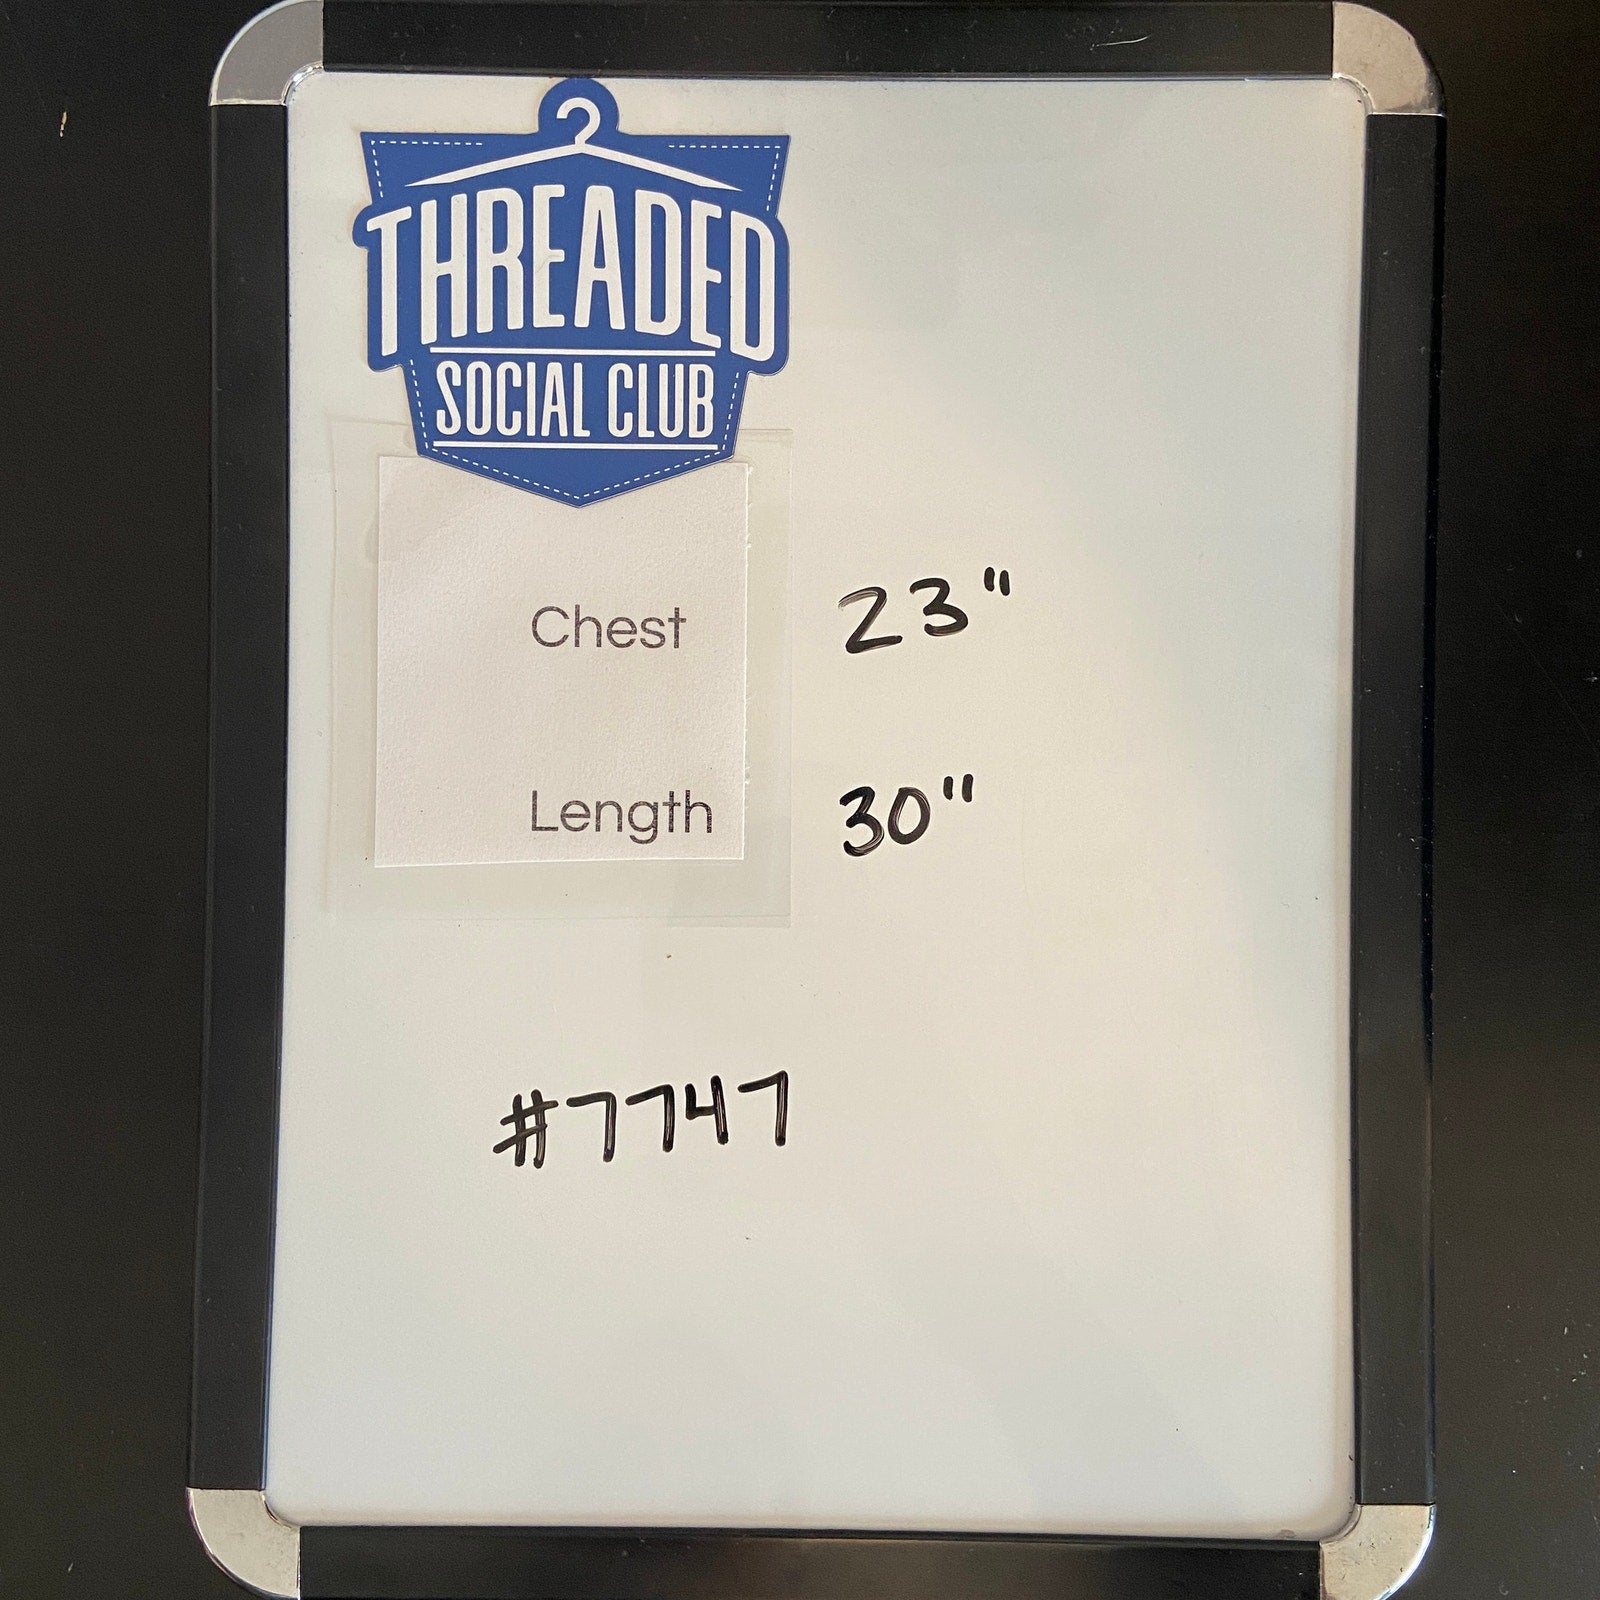 THREADED
SOCIAL CLUB
Chest 23"
Length 30"
#7747